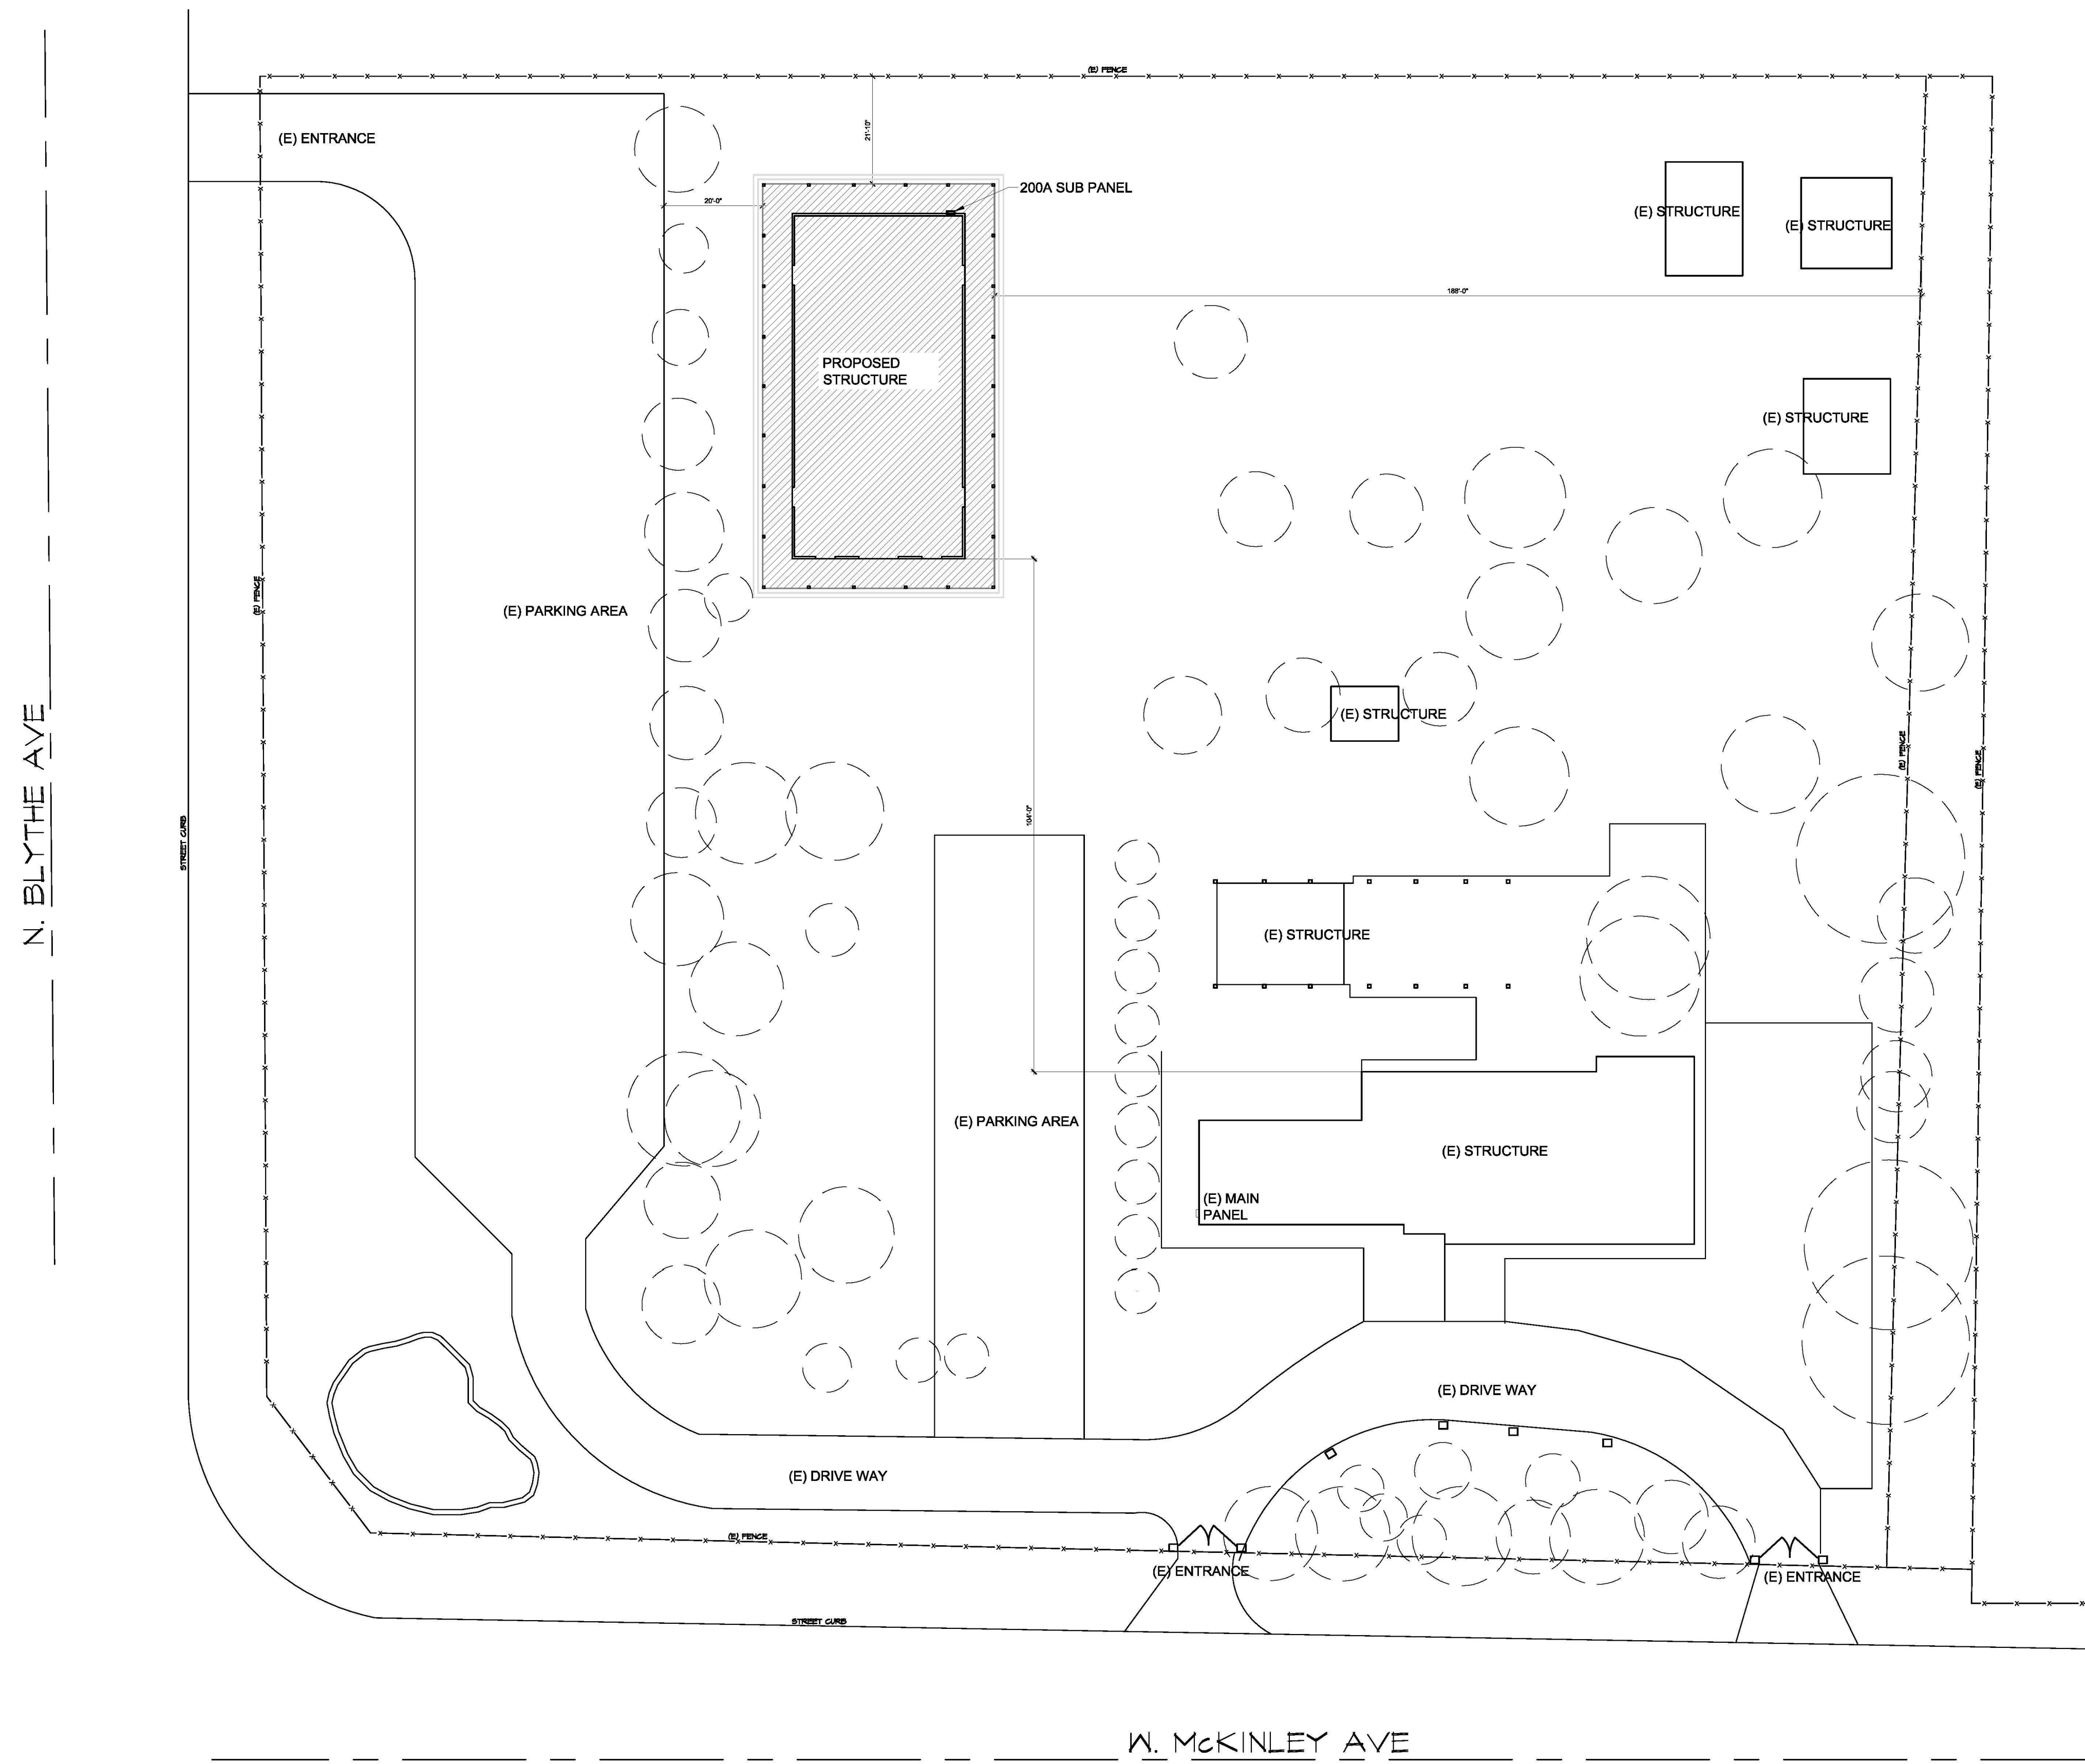 (E) FENCE
(E) ENTRANCE
21'-10"
200A SUB PANEL
20'-0"
(E) STRUCTURE
(E) STRUCTURE
188'-0"
PROPOSED
STRUCTURE
(E) STRUCTURE
(E) FENCE
(E) PARKING AREA
(E) STRUCTURE
N. BLYTHE AVE
(E) FENCE
(E) FENCE
STREET CURB
104'-0"
(E) STRUCTURE
(E) PARKING AREA
(E) STRUCTURE
(E) MAIN
PANEL
(E) DRIVE WAY
(E) DRIVE WAY
(E) FENCE
(E) ENTRANCE
(E) ENTRANCE
STREET CURB
W. McKINLEY AVE